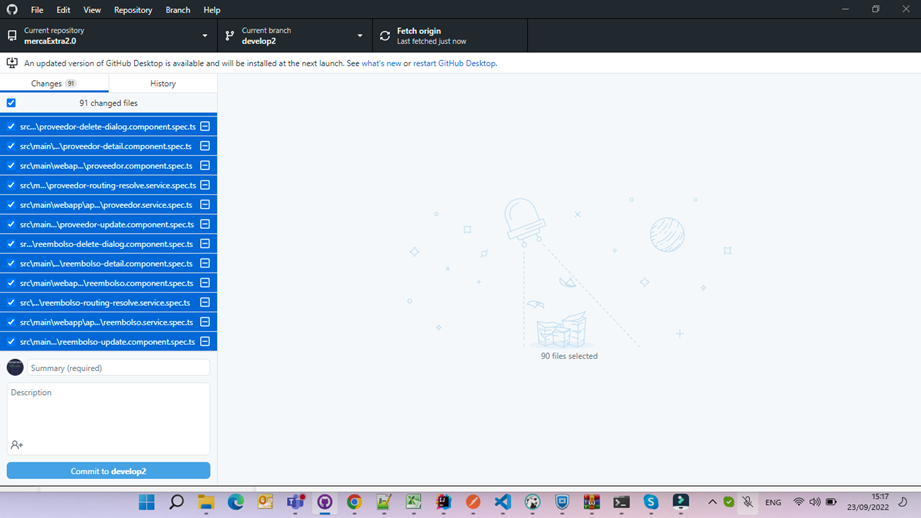 File Edit View Repository Branch Help
Current repository
mercaExtra2.0
Current branch
develop2
Fetch origin
Last fetched just now
An updated version of GitHub Desktop is available and will be installed at the next launch. See what's new or restart GitHub Desktop.
Changes 91
History
91 changed files
src...\proveedor-delete-dialog.component.spec.ts
src\main\...\proveedor-detail.component.spec.ts
src\main\webap...\proveedor.component.spec.ts
src\m...\proveedor-routing-resolve.service.spec.ts
src\main\webapp\ap...\proveedor.service.spec.ts
src\main...\proveedor-update.component.spec.ts
sr...\reembolso-delete-dialog.component.spec.ts
src\main\...\reembolso-detail.component.spec.ts
src\main\webap...\reembolso.component.spec.ts
src\...\reembolso-routing-resolve.service.spec.ts
src\main\webapp\ap...\reembolso.service.spec.ts
src\main...\reembolso-update.component.spec.ts
90 files selected
Summary (required)
Description
Commit to develop2
ENG
15:17
23/09/2022